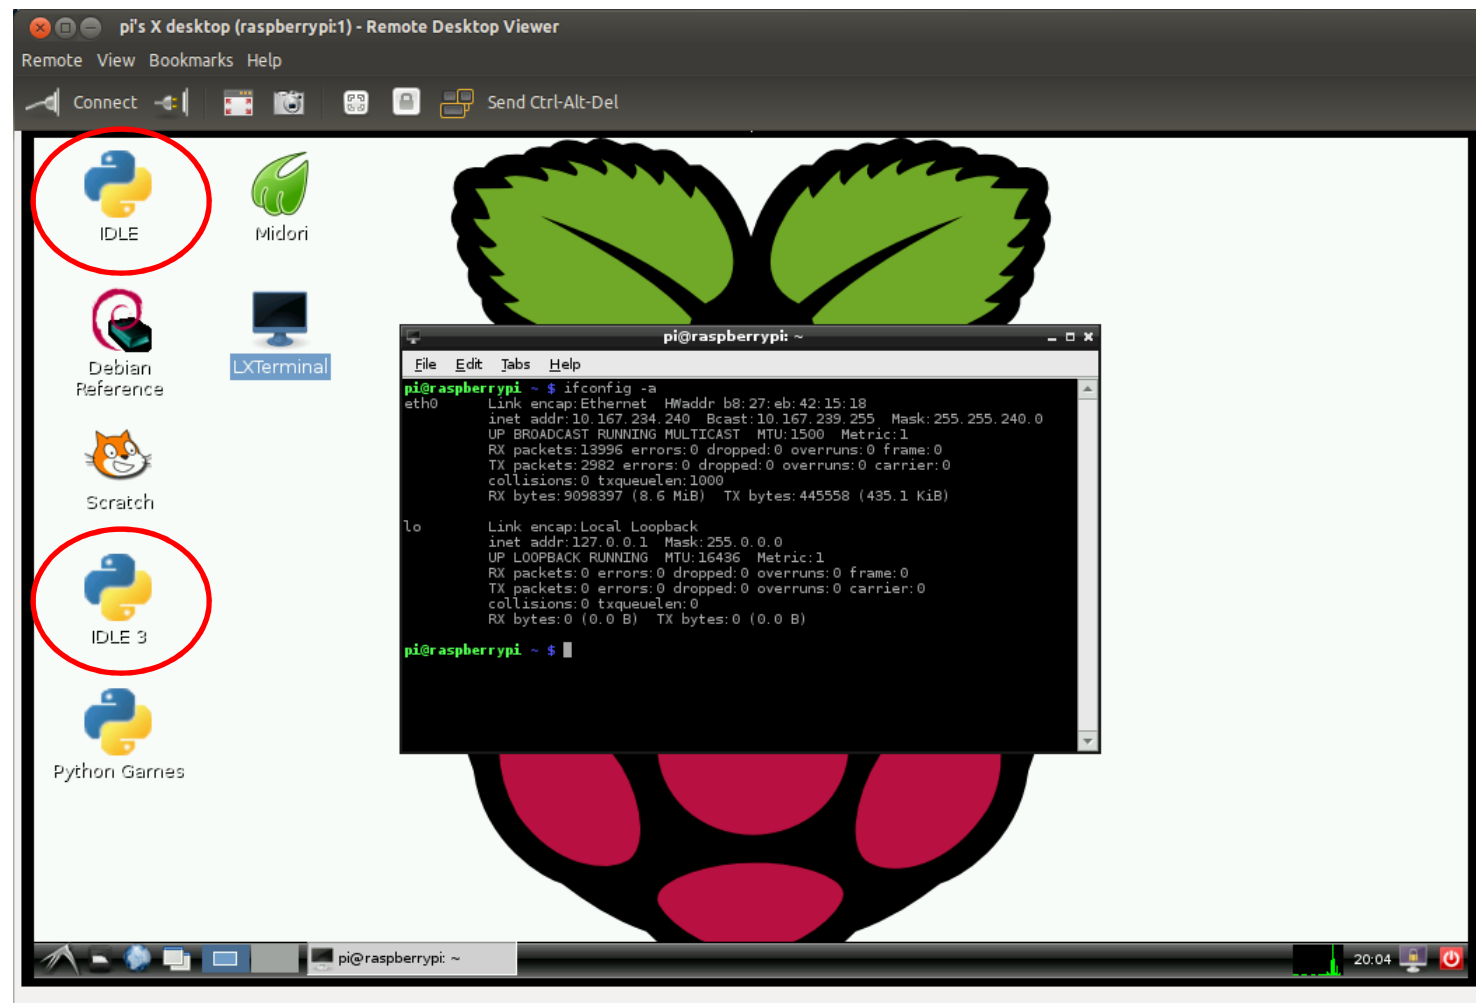 pi's X desktop (raspberrypi:1) - Remote Desktop Viewer
Remote View Bookmarks Help
Connect Send Ctrl-Alt-Del
IDLE
Midori
Debian
Reference
LXTerminal
Scratch
IDLE 3
Python Games
pi@raspberrypi: ~
File Edit Tabs Help
pi@raspberrypi ~ $ ifconfig -a
eth0 Link encap:Ethernet HWaddr b8:27:eb:42:15:18
inet addr:10.167.234.240 Bcast:10.167.239.255 Mask:255.255.240.0
UP BROADCAST RUNNING MULTICAST MTU:1500 Metric:1
RX packets:13996 errors:0 dropped:0 overruns:0 frame:0
TX packets:2982 errors:0 dropped:0 overruns:0 carrier:0
collisions:0 txqueuelen:1000
RX bytes:9098397 (8.6 MiB) TX bytes:445558 (435.1 KiB)
lo Link encap:Local Loopback
inet addr:127.0.0.1 Mask:255.0.0.0
UP LOOPBACK RUNNING MTU:16436 Metric:1
RX packets:0 errors:0 dropped:0 overruns:0 frame:0
TX packets:0 errors:0 dropped:0 overruns:0 carrier:0
collisions:0 txqueuelen:0
RX bytes:0 (0.0 B) TX bytes:0 (0.0 B)
pi@raspberrypi ~ $
pi@raspberrypi: ~
20:04